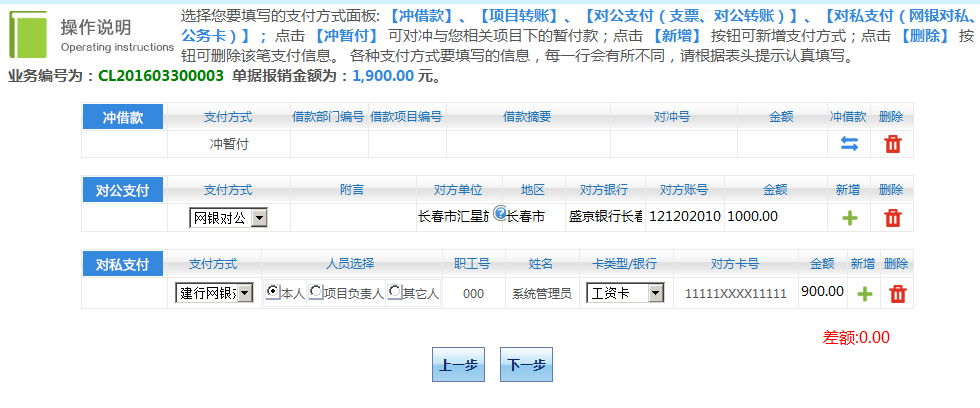 操作说明
Operating instructions
选择您要填写的支付方式面板:【冲借款】、【项目转账】、【对公支付（支票、对公转账）】、【对私支付（网银对私、
公务卡）】； 点击 【冲暂付】 可对冲与您相关项目下的暂付款；点击 【新增】 按钮可新增支付方式；点击 【删除】 按
钮可删除该笔支付信息。 各种支付方式要填写的信息，每一行会有所不同，请根据表头提示认真填写。
业务编号为：CL201603300003 单据报销金额为：1,900.00 元。
冲借款 支付方式 借款部门编号 借款项目编号 借款摘要 对冲号 金额 冲借款 删除
冲暂付
对公支付 支付方式 附言 对方单位 地区 对方银行 对方账号 金额 新增 删除
网银对公 长春市汇星 长春市 盛京银行长春 121202010 1000.00
对私支付 支付方式 人员选择 职工号 姓名 卡类型/银行 对方卡号 金额 新增 删除
建行网银 本人 项目负责人 其它人 000 系统管理员 工资卡 11111XXXX11111 900.00
差额:0.00
上一步 下一步